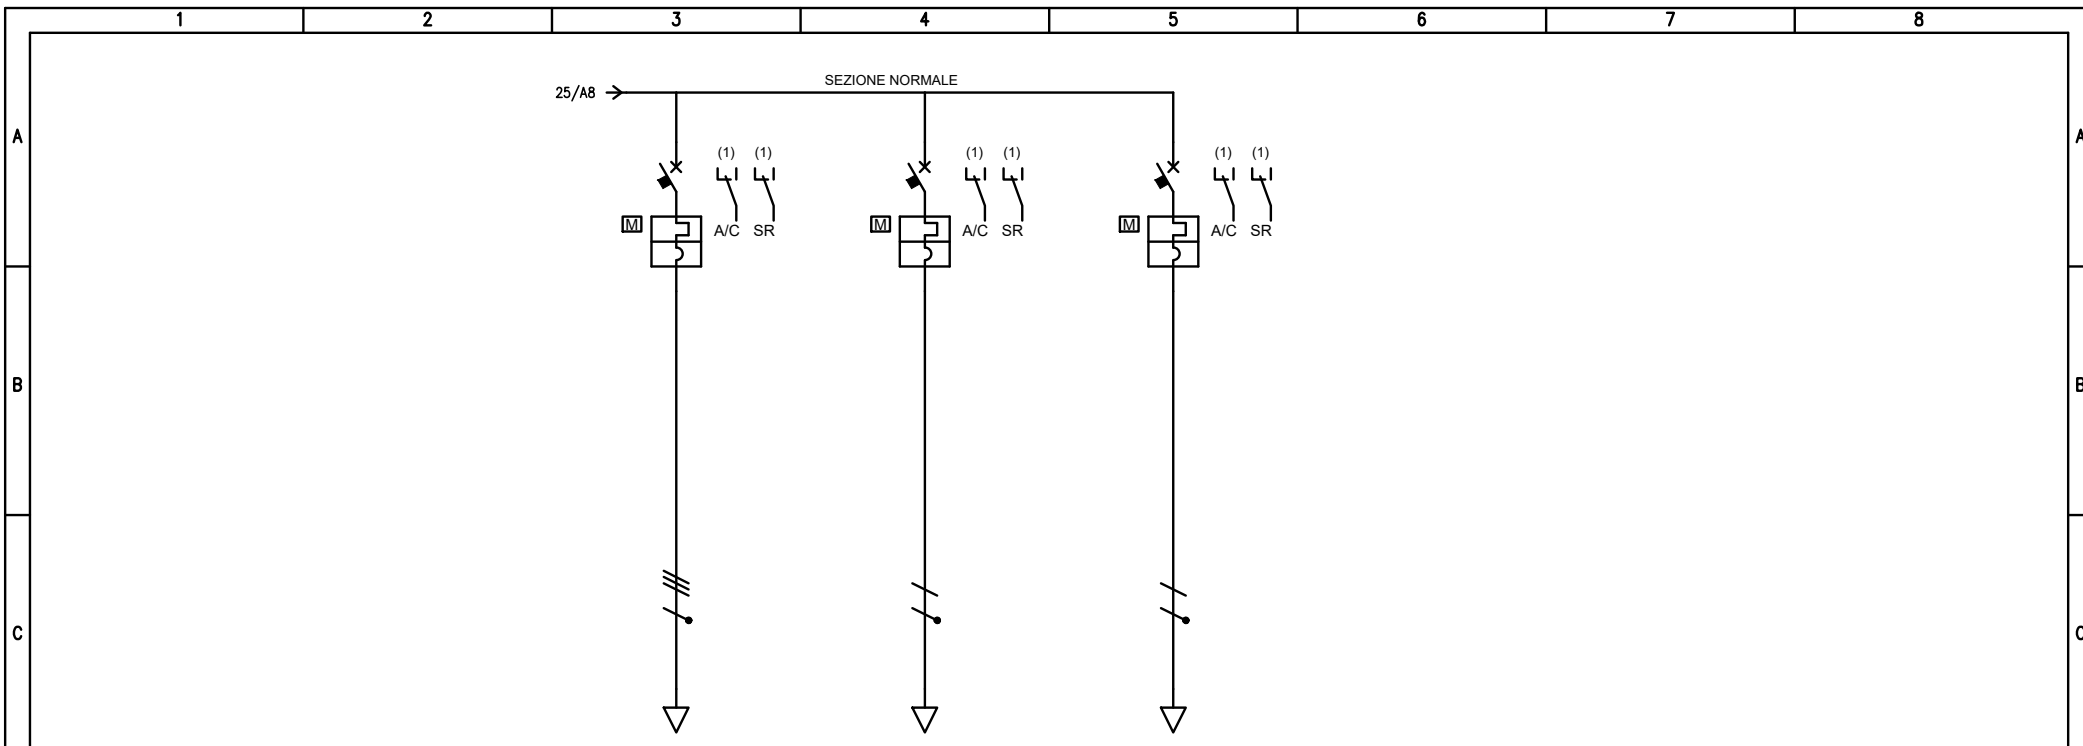 1 2 3 4 5 6 7 8
SEZIONE NORMALE
25/A8
A A
(1) (1) (1) (1) (1) (1)
M A/C SR M A/C SR M A/C SR
B B
C C